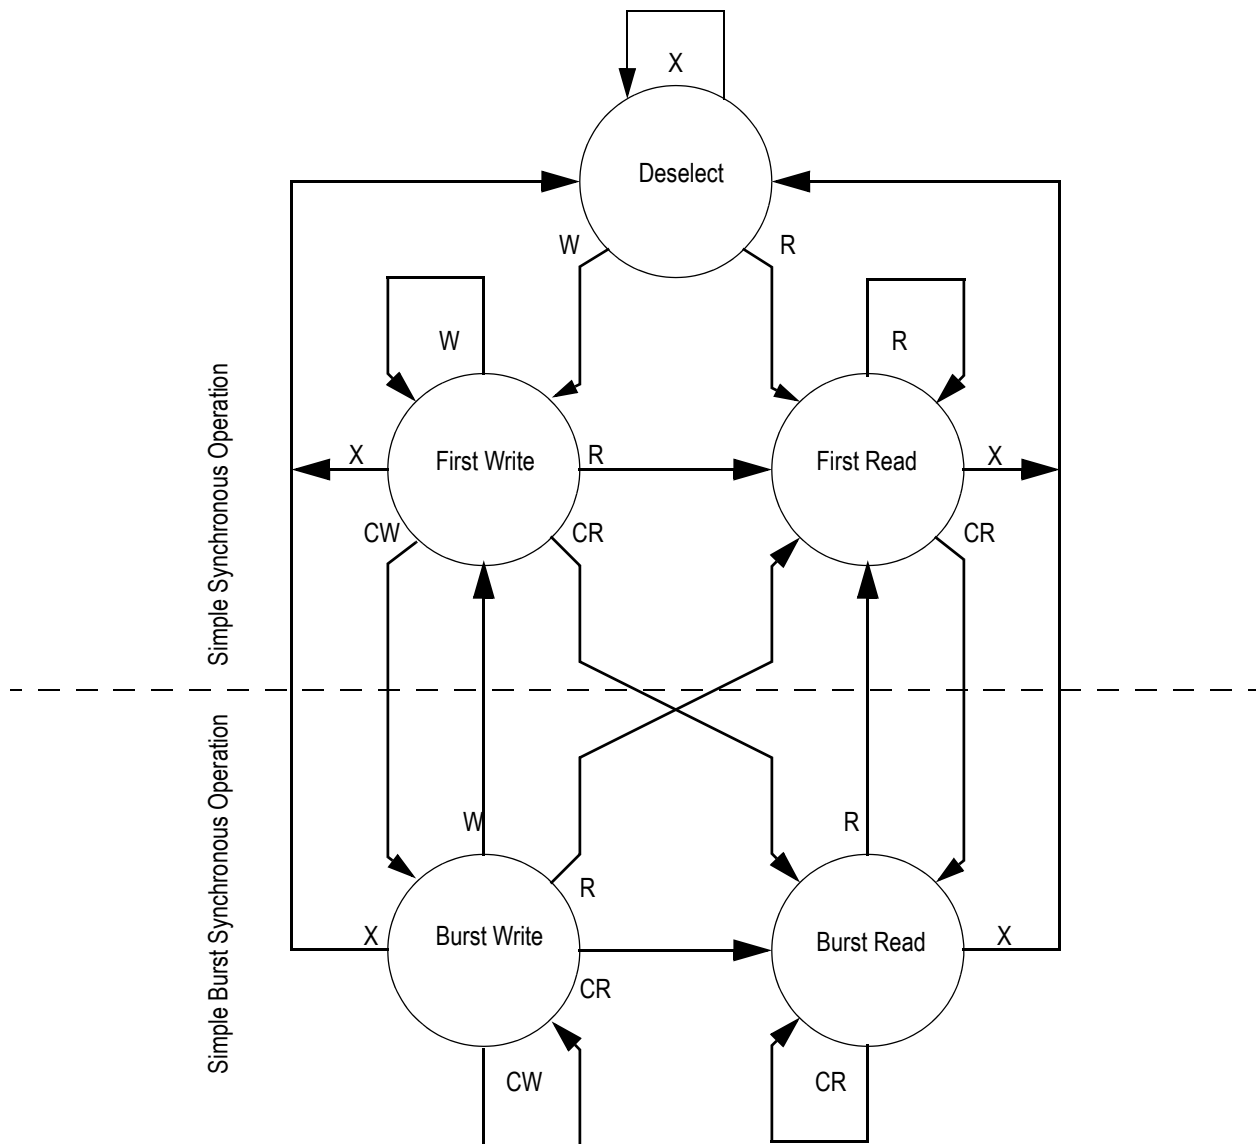 X
Deselect
W
R
W
R
Simple Synchronous Operation
X
First Write
R
First Read
X
CW
CR
CR
Simple Burst Synchronous Operation
W
R
R
X
Burst Write
Burst Read
X
CR
CW
CR